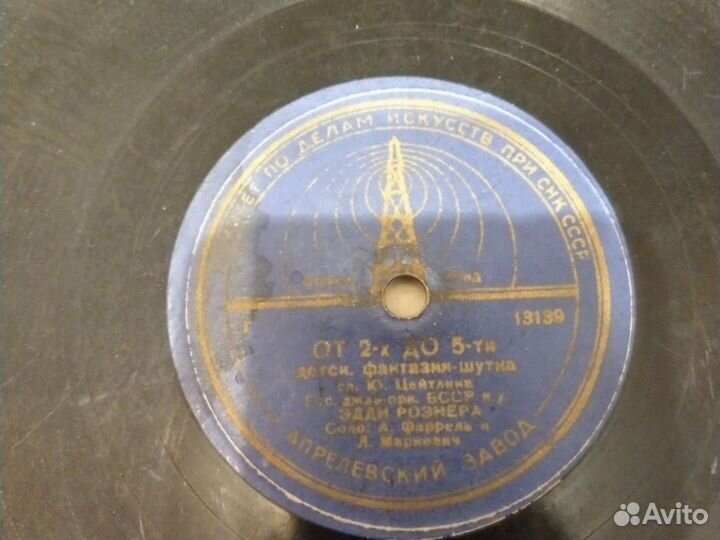 ПО ДЕЛАМ ИСКУССТВ ПРИ СНК СССР
13139
ОТ 2-х ДО 5-ти
детск. фантазия-шутка
сл. Ю. Цейтлина
Гос. джаз-орк. БССР п. у.
ЭДДИ РОЗНЕРА
Соло: А. Фаррель и
Л. Маркович
АПРЕЛЕВСКИЙ ЗАВОД
Avito